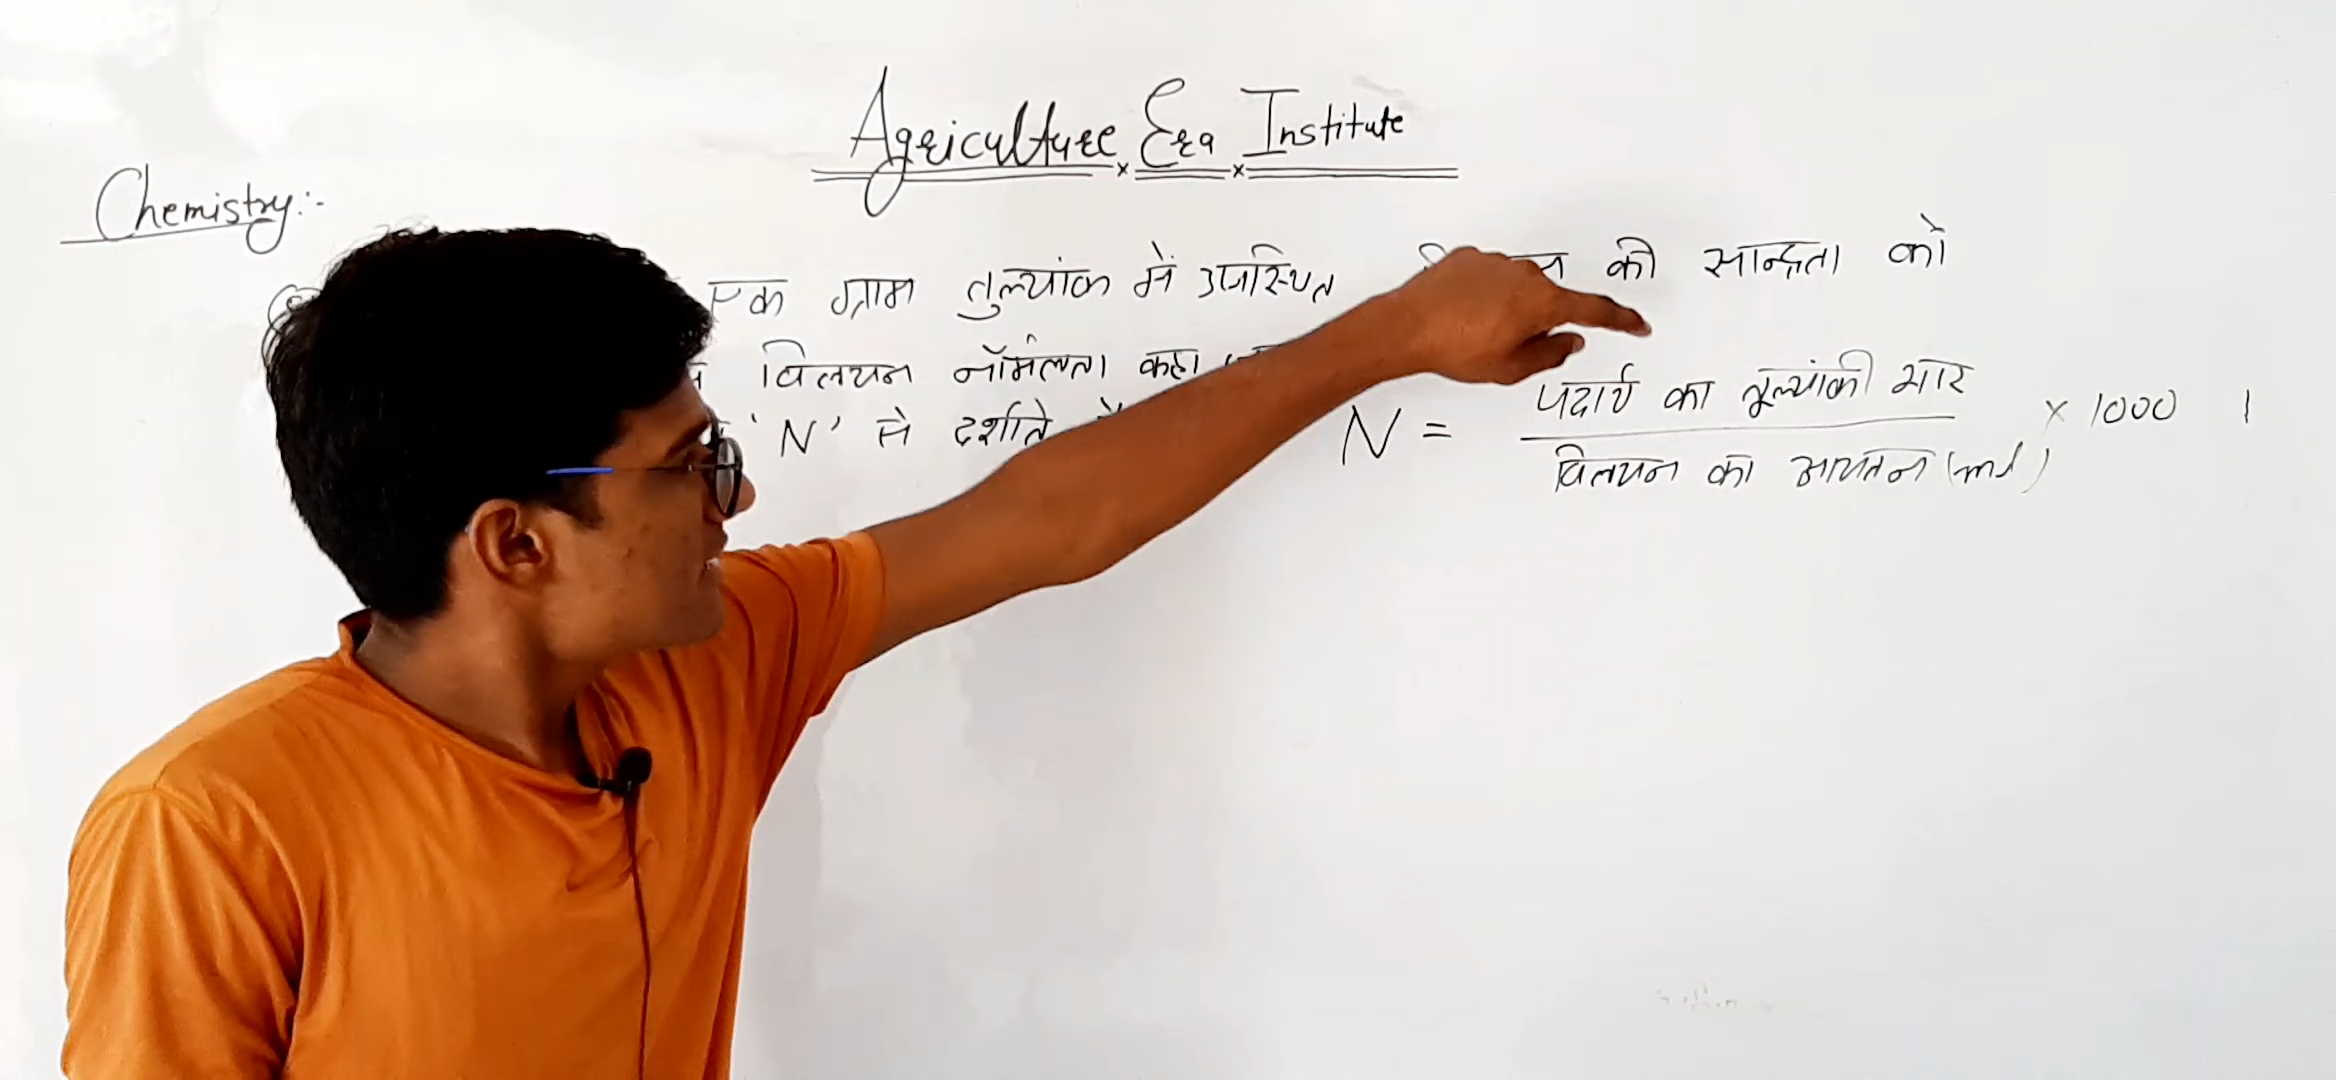 Agriculture Era Institute
Chemistry:-
एक ग्राम तुल्यांक में उपस्थित की सान्द्रता को
विलयन नॉर्मलता कहा
'N' से दर्शाते
N = पदार्थ का तूल्यांकी भार × 1000
विलयन का आयतन (ml)